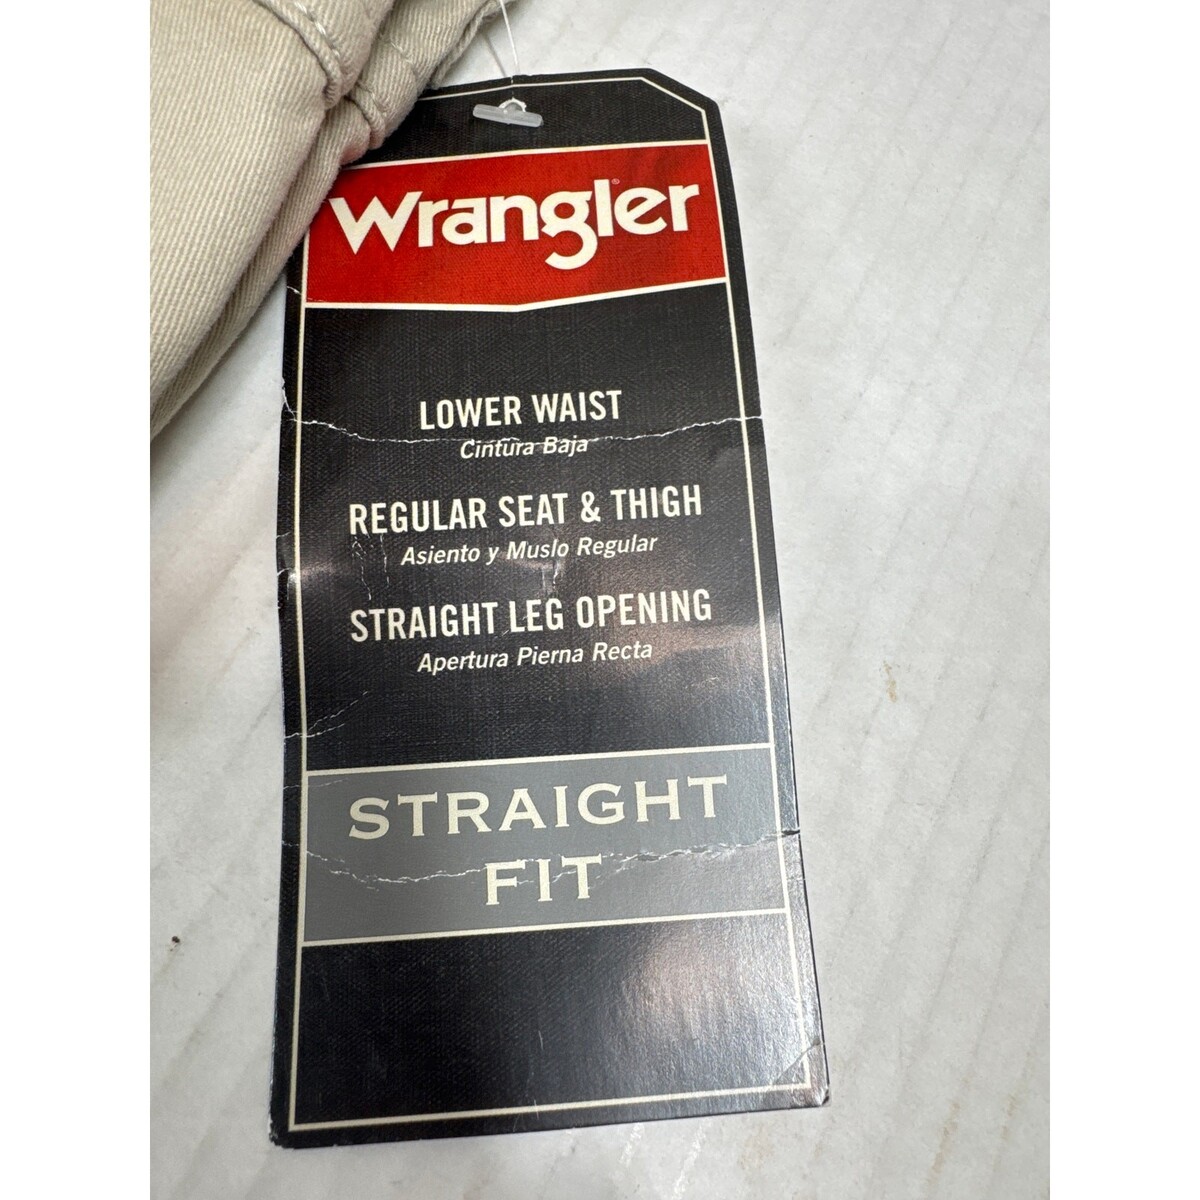 Wrangler®
LOWER WAIST
Cintura Baja
REGULAR SEAT & THIGH
Asiento y Muslo Regular
STRAIGHT LEG OPENING
Apertura Pierna Recta
STRAIGHT
FIT